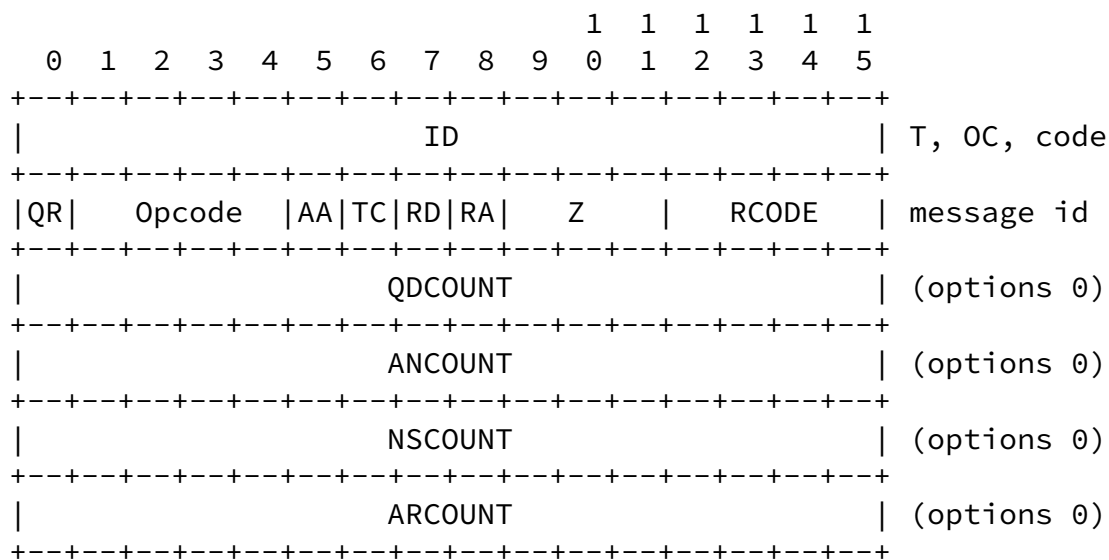 1 1 1 1 1 1
0 1 2 3 4 5 6 7 8 9 0 1 2 3 4 5
+--+--+--+--+--+--+--+--+--+--+--+--+--+--+--+--+
| ID | T, OC, code
+--+--+--+--+--+--+--+--+--+--+--+--+--+--+--+--+
|QR| Opcode |AA|TC|RD|RA| Z | RCODE | message id
+--+--+--+--+--+--+--+--+--+--+--+--+--+--+--+--+
| QDCOUNT | (options 0)
+--+--+--+--+--+--+--+--+--+--+--+--+--+--+--+--+
| ANCOUNT | (options 0)
+--+--+--+--+--+--+--+--+--+--+--+--+--+--+--+--+
| NSCOUNT | (options 0)
+--+--+--+--+--+--+--+--+--+--+--+--+--+--+--+--+
| ARCOUNT | (options 0)
+--+--+--+--+--+--+--+--+--+--+--+--+--+--+--+--+